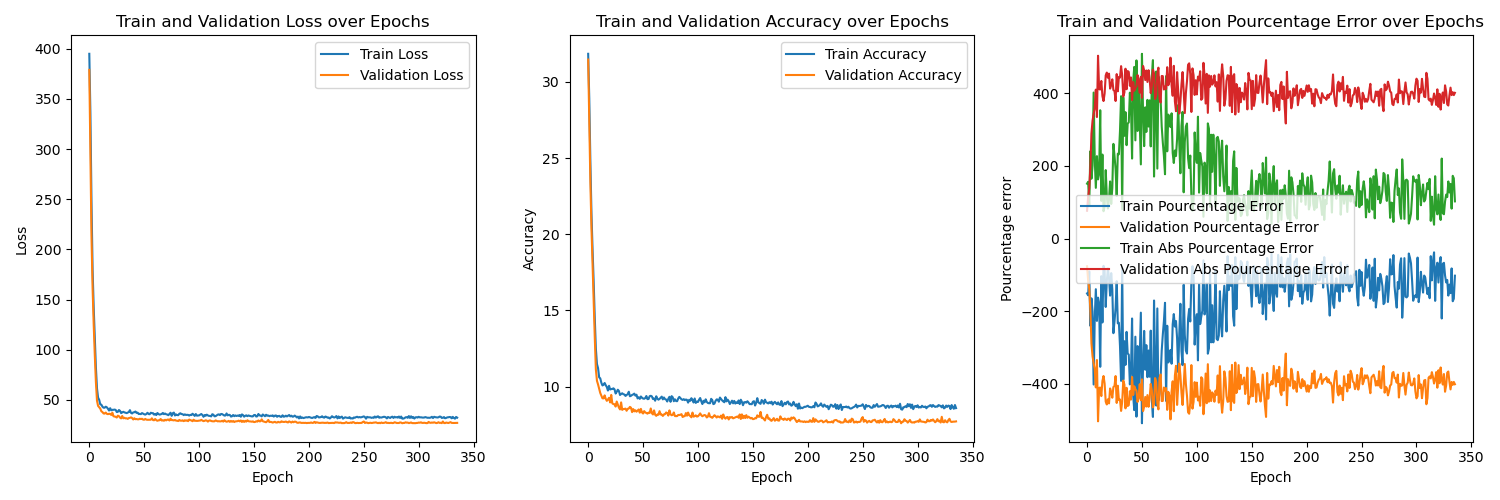 Train and Validation Loss over Epochs
Train Loss
Validation Loss
400
350
300
250
200
150
100
50
Loss
0
50
100
150
200
250
300
350
Epoch
Train and Validation Accuracy over Epochs
Train Accuracy
Validation Accuracy
30
25
20
15
10
Accuracy
0
50
100
150
200
250
300
350
Epoch
Train and Validation Pourcentage Error over Epochs
400
200
0
−200
−400
Pourcentage error
Train Pourcentage Error
Validation Pourcentage Error
Train Abs Pourcentage Error
Validation Abs Pourcentage Error
0
50
100
150
200
250
300
350
Epoch